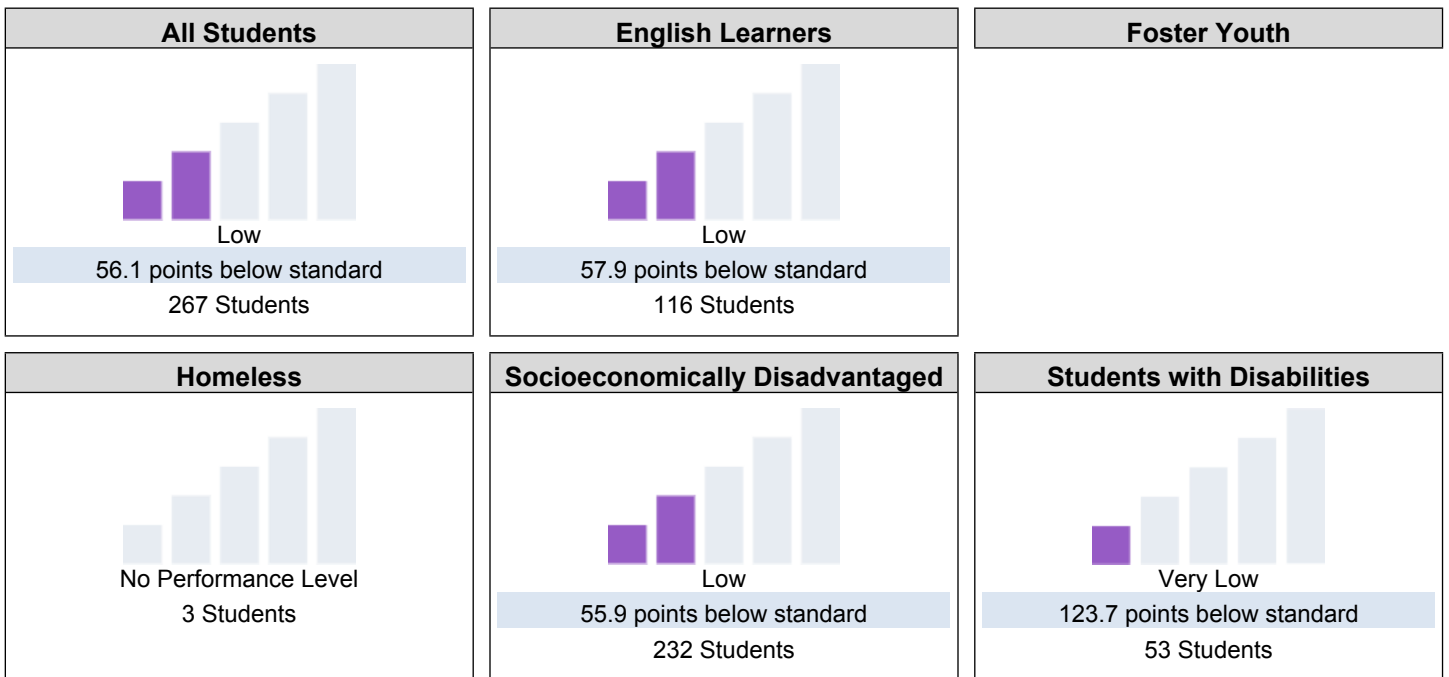 All Students
Low
56.1 points below standard
267 Students
English Learners
Low
57.9 points below standard
116 Students
Foster Youth
Homeless
No Performance Level
3 Students
Socioeconomically Disadvantaged
Low
55.9 points below standard
232 Students
Students with Disabilities
Very Low
123.7 points below standard
53 Students